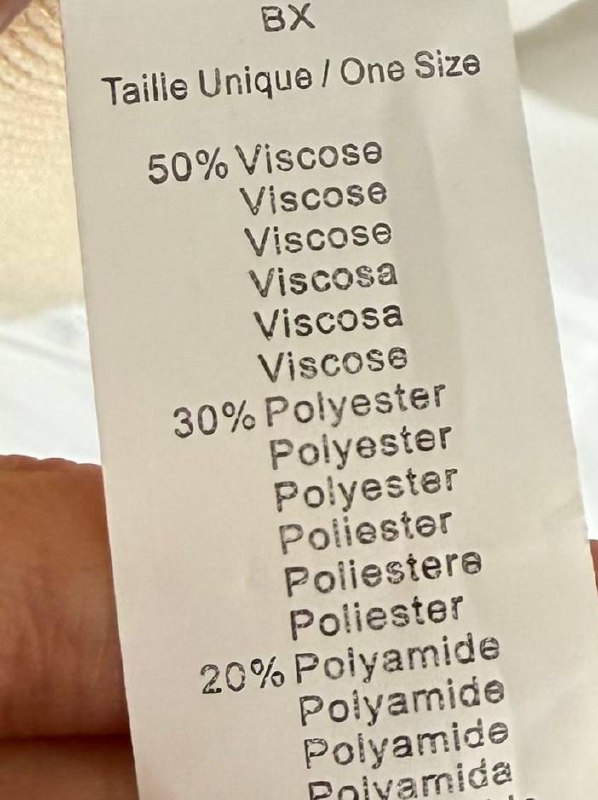 BX
Taille Unique / One Size
50% Viscose
Viscose
Viscose
Viscosa
Viscosa
Viscose
30% Polyester
Polyester
Polyester
Poliester
Poliestere
Poliester
20% Polyamide
Polyamide
Polyamide
Polyamida